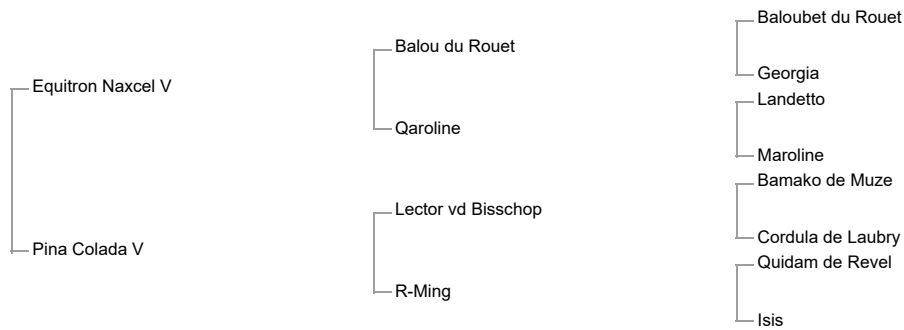 Baloubet du Rouet
Balou du Rouet
Georgia
Equitron Naxcel V
Landetto
Qaroline
Maroline
Bamako de Muze
Lector vd Bisschop
Cordula de Laubry
Pina Colada V
Quidam de Revel
R-Ming
Isis